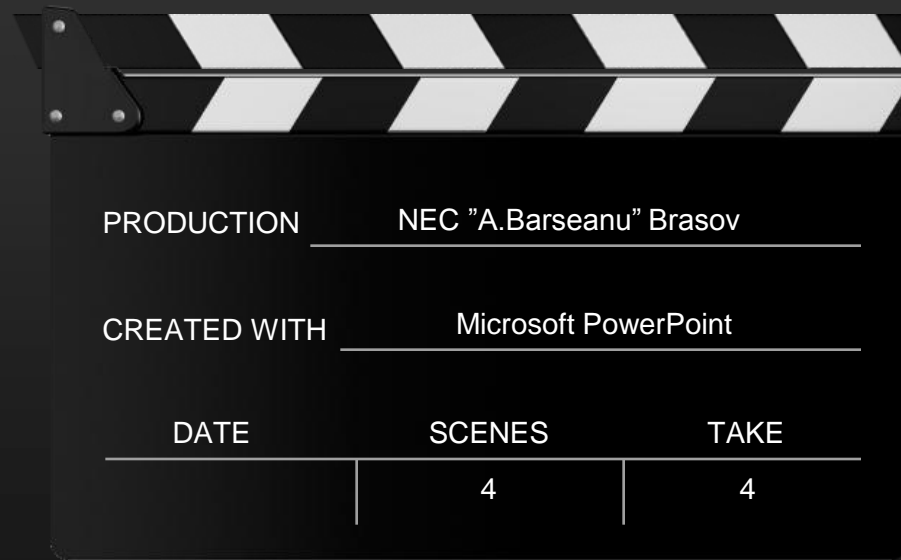 PRODUCTION NEC ”A.Barseanu” Brasov
CREATED WITH Microsoft PowerPoint
DATE SCENES TAKE
4 4